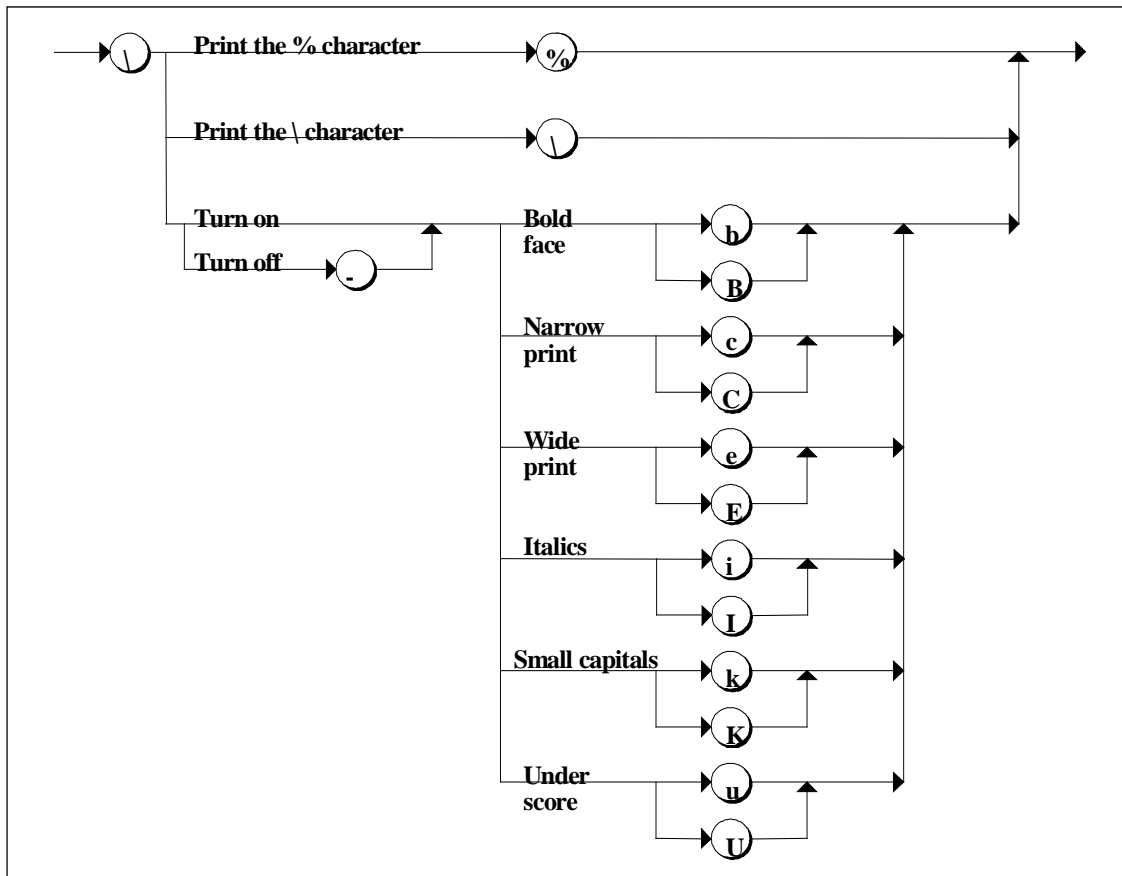 \ Print the % character %
Print the \ character \
Turn on
Turn off -
Bold
face
b
B
Narrow
print
c
C
Wide
print
e
E
Italics i
I
Small capitals k
K
Under
score
u
U